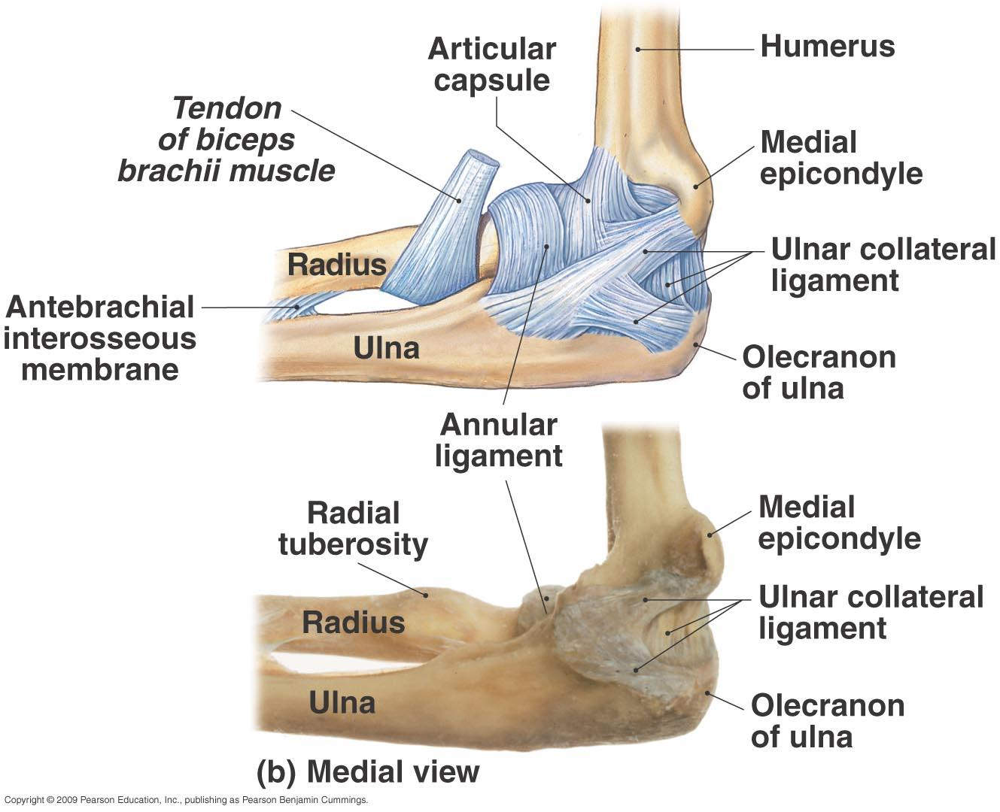 Articular
capsule
Humerus
Tendon
of biceps
brachii muscle
Medial
epicondyle
Radius
Ulnar collateral
ligament
Antebrachial
interosseous
membrane
Ulna
Olecranon
of ulna
Annular
ligament
Radial
tuberosity
Medial
epicondyle
Radius
Ulnar collateral
ligament
Ulna
Olecranon
of ulna
(b) Medial view
Copyright © 2009 Pearson Education, Inc., publishing as Pearson Benjamin Cummings.